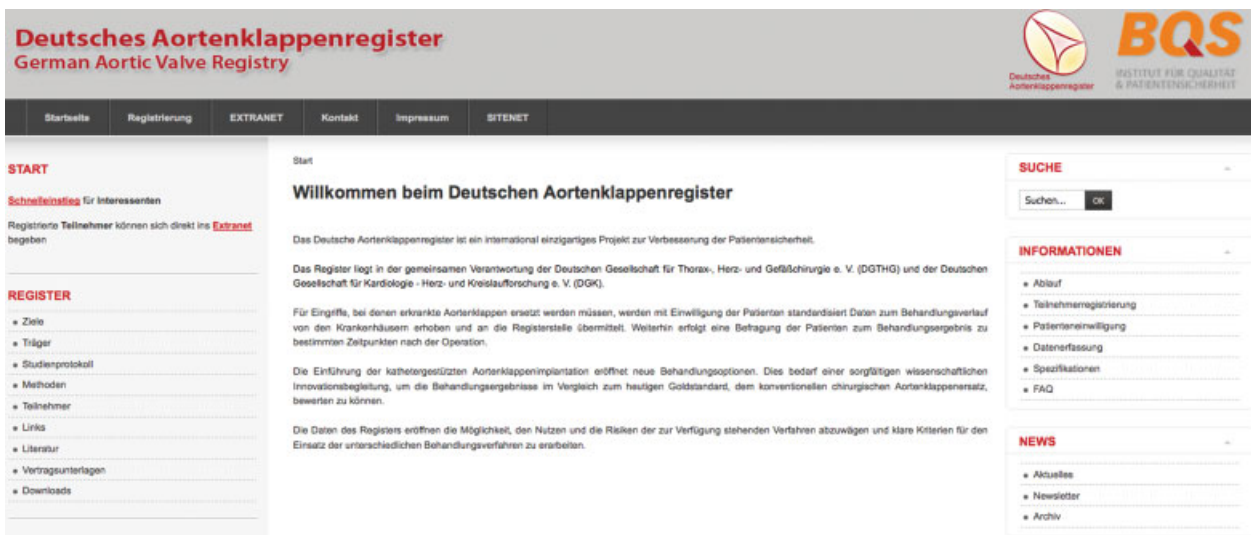 Deutsches Aortenklappenregister
German Aortic Valve Registry
Deutsches
Aortenklappenregister
BQS
INSTITUT FÜR QUALITÄT
& PATIENTENSICHERHEIT
Startseite Registrierung EXTRANET Kontakt Impressum SITENET
START
Schnelleinstieg für Interessenten
Registrierte Teilnehmer können sich direkt ins Extranet
begeben
REGISTER
Ziele
Träger
Studienprotokoll
Methoden
Teilnehmer
Links
Literatur
Vertragsunterlagen
Downloads
Start
Willkommen beim Deutschen Aortenklappenregister
Das Deutsche Aortenklappenregister ist ein international einzigartiges Projekt zur Verbesserung der Patientensicherheit.
Das Register liegt in der gemeinsamen Verantwortung der Deutschen Gesellschaft für Thorax-, Herz- und Gefäßchirurgie e. V. (DGTHG) und der Deutschen
Gesellschaft für Kardiologie - Herz- und Kreislaufforschung e. V. (DGK).
Für Eingriffe, bei denen erkrankte Aortenklappen ersetzt werden müssen, werden mit Einwilligung der Patienten standardisiert Daten zum Behandlungsverlauf
von den Krankenhäusern erhoben und an die Registerstelle übermittelt. Weiterhin erfolgt eine Befragung der Patienten zum Behandlungsergebnis zu
bestimmten Zeitpunkten nach der Operation.
Die Einführung der kathetergestützten Aortenklappenimplantation eröffnet neue Behandlungsoptionen. Dies bedarf einer sorgfältigen wissenschaftlichen
Innovationsbegleitung, um die Behandlungsergebnisse im Vergleich zum heutigen Goldstandard, dem konventionellen chirurgischen Aortenklappenersatz,
bewerten zu können.
Die Daten des Registers eröffnen die Möglichkeit, den Nutzen und die Risiken der zur Verfügung stehenden Verfahren abzuwägen und klare Kriterien für den
Einsatz der unterschiedlichen Behandlungsverfahren zu erarbeiten.
SUCHE
Suchen... OK
INFORMATIONEN
Ablauf
Teilnehmerregistrierung
Patienteneinwilligung
Datenerfassung
Spezifikationen
FAQ
NEWS
Aktuelles
Newsletter
Archiv